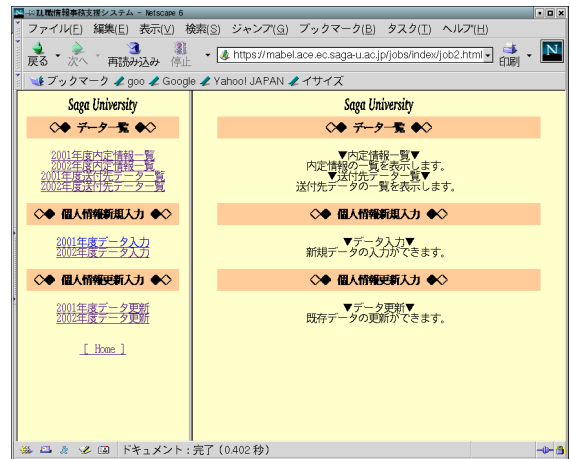 就職情報事務支援システム - Netscape 6
ファイル(F) 編集(E) 表示(V) 検索(S) ジャンプ(G) ブックマーク(B) タスク(T) ヘルプ(H)
戻る 次へ 再読み込み 停止 https://mabel.ace.ec.saga-u.ac.jp/jobs/index/job2.html 印刷 N
ブックマーク goo Google Yahoo! JAPAN イサイズ
Saga University
◇◆ データ一覧 ◆◇
2001年度内定情報一覧
2002年度内定情報一覧
2001年度送付先データ一覧
2002年度送付先データ一覧
◇◆ 個人情報新規入力 ◆◇
2001年度データ入力
2002年度データ入力
◇◆ 個人情報更新入力 ◆◇
2001年度データ更新
2002年度データ更新
[ Home ]
Saga University
◇◆ データ一覧 ◆◇
▼内定情報一覧▼
内定情報の一覧を表示します。
▼送付先データ一覧▼
送付先データの一覧を表示します。
◇◆ 個人情報新規入力 ◆◇
▼データ入力▼
新規データの入力ができます。
◇◆ 個人情報更新入力 ◆◇
▼データ更新▼
既存データの更新ができます。
ドキュメント：完了 (0.402 秒)